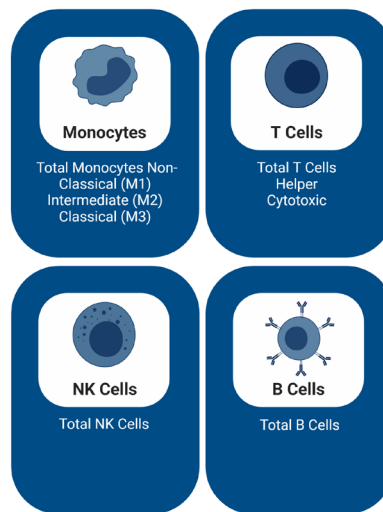 Monocytes
Total Monocytes Non-
Classical (M1)
Intermediate (M2)
Classical (M3)
T Cells
Total T Cells
Helper
Cytotoxic
NK Cells
Total NK Cells
B Cells
Total B Cells